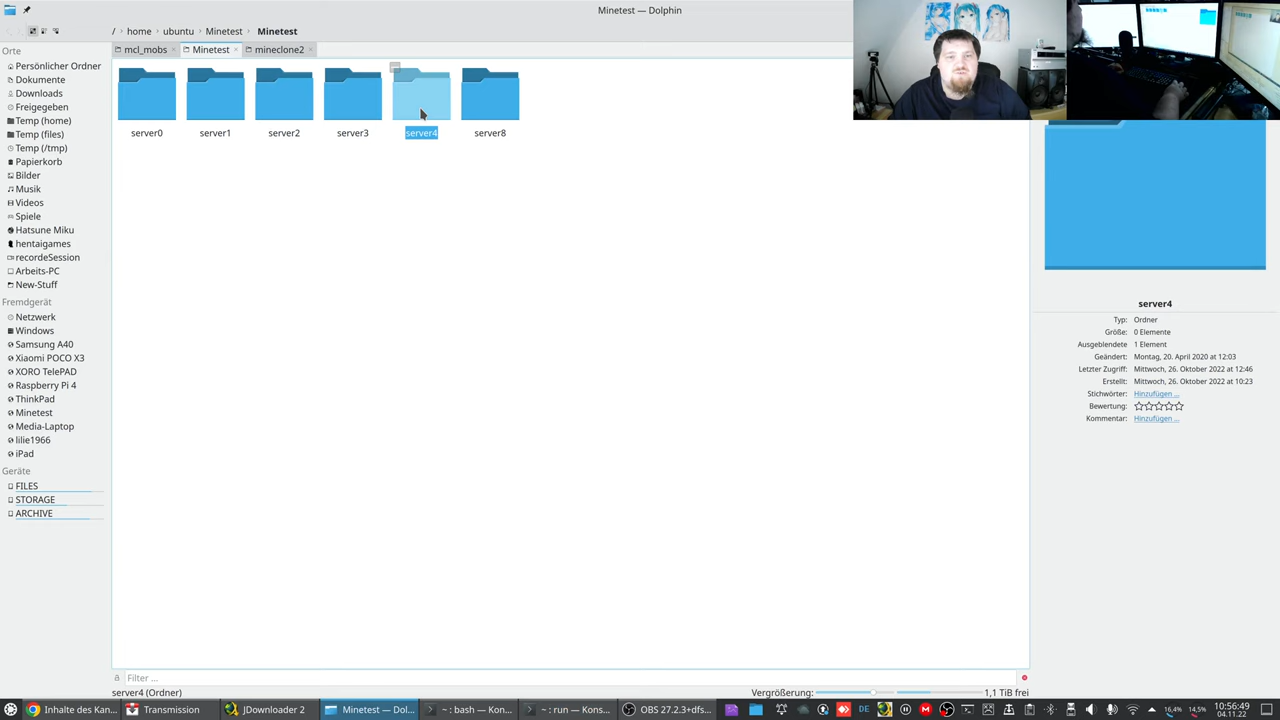 Minetest — Dolphin
/ › home › ubuntu › Minetest › Minetest
mcl_mobs
Minetest
mineclone2
Orte
Persönlicher Ordner
Dokumente
Downloads
Freigegeben
Temp (home)
Temp (files)
Temp (/tmp)
Papierkorb
Bilder
Musik
Videos
Spiele
Hatsune Miku
hentaigames
recordeSession
Arbeits-PC
New-Stuff
Fremdgerät
Netzwerk
Windows
Samsung A40
Xiaomi POCO X3
XORO TelePAD
Raspberry Pi 4
ThinkPad
Minetest
Media-Laptop
lilie1966
iPad
Geräte
FILES
STORAGE
ARCHIVE
server0
server1
server2
server3
server4
server8
server4
Typ: Ordner
Größe: 0 Elemente
Ausgeblendete 1 Element
Geändert: Montag, 20. April 2020 at 12:03
Letzter Zugriff: Mittwoch, 26. Oktober 2022 at 12:46
Erstellt: Mittwoch, 26. Oktober 2022 at 10:23
Stichwörter: Hinzufügen ...
Bewertung:
Kommentar: Hinzufügen ...
Filter ...
server4 (Ordner)
Vergrößerung:
1,1 TiB frei
Inhalte des Kan...
Transmission
JDownloader 2
Minetest — Dol...
~ : bash — Kon...
~ : run — Kons...
OBS 27.2.3+dfs...
DE
16,4%
14,5%
10:56:49
04.11.22